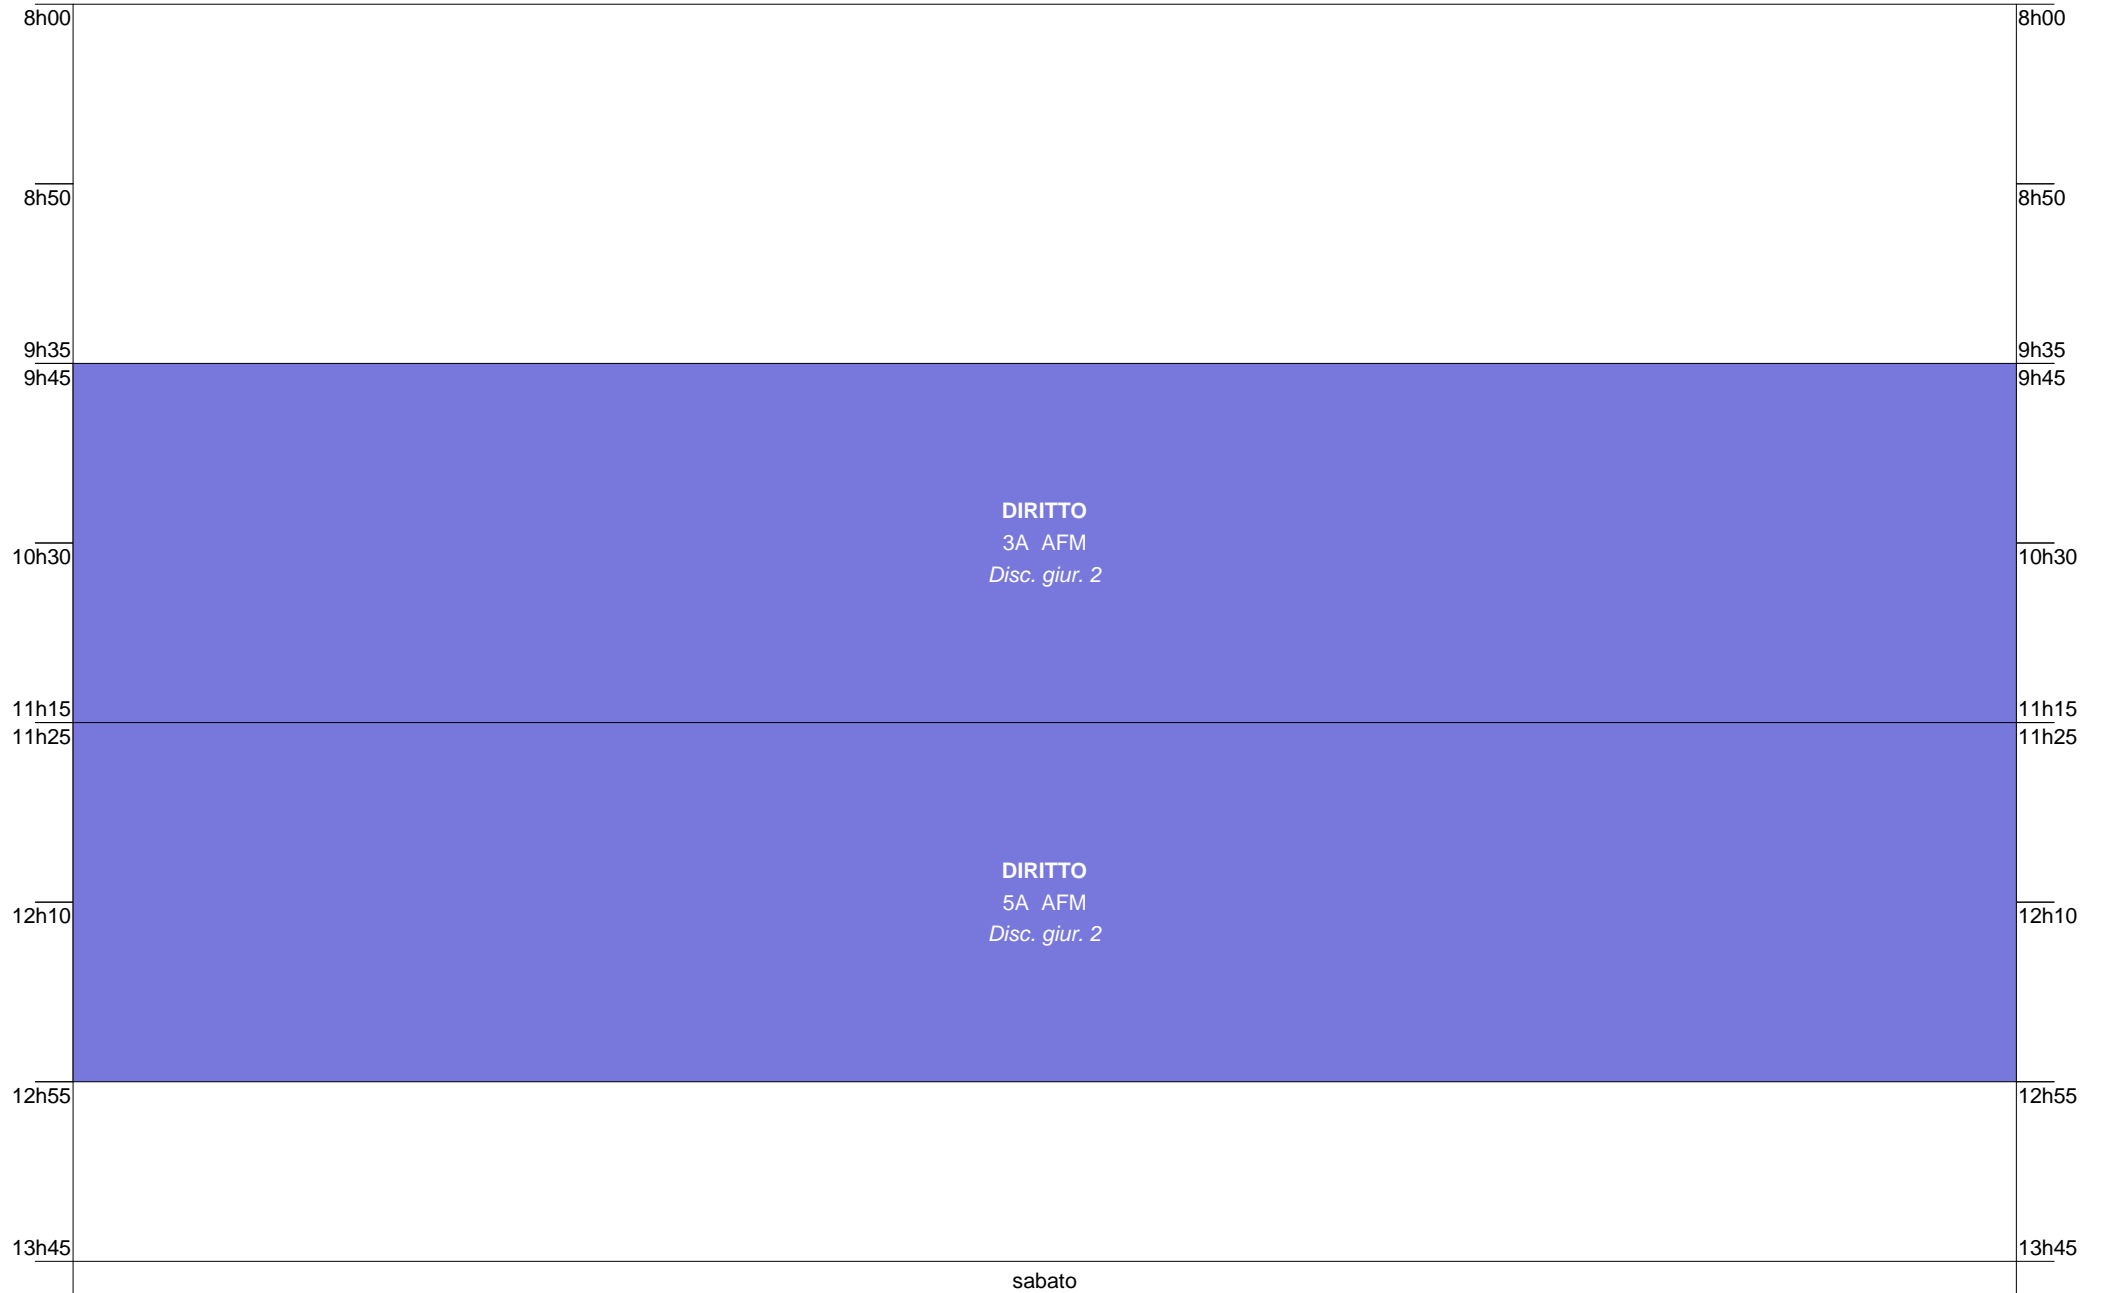 8h00 8h00
8h50 8h50
9h35 9h35
9h45 9h45
DIRITTO
3A AFM
10h30 10h30
Disc. giur. 2
11h15 11h15
11h25 11h25
DIRITTO
5A AFM
12h10 12h10
Disc. giur. 2
12h55 12h55
13h45 13h45
sabato